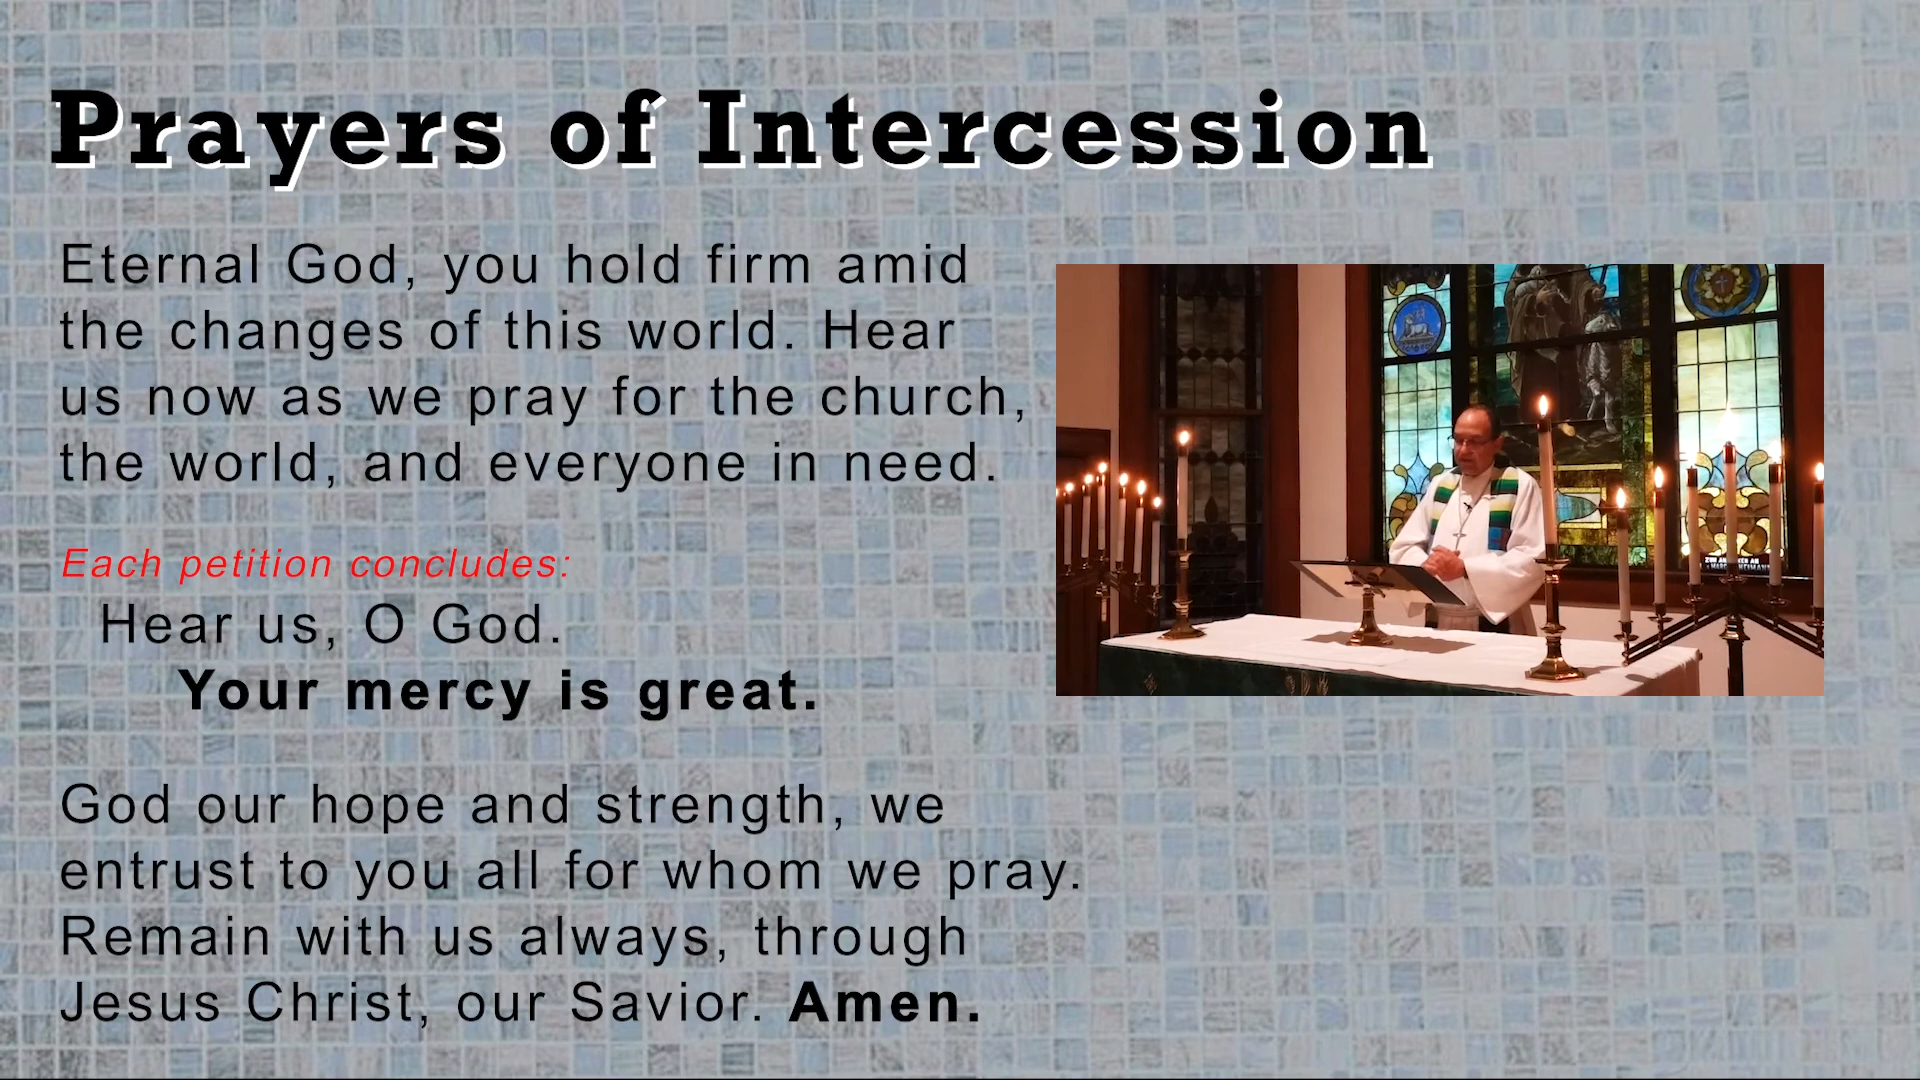 Prayers of Intercession
Eternal God, you hold firm amid
the changes of this world. Hear
us now as we pray for the church,
the world, and everyone in need.
Each petition concludes:
Hear us, O God.
Your mercy is great.
God our hope and strength, we
entrust to you all for whom we pray.
Remain with us always, through
Jesus Christ, our Savior. Amen.